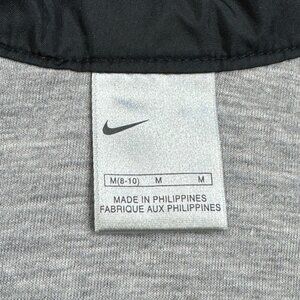 M(8-10) M M
MADE IN PHILIPPINES
FABRIQUE AUX PHILIPPINES